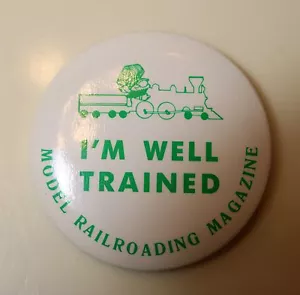 I'M WELL
TRAINED
MODEL RAILROADING MAGAZINE